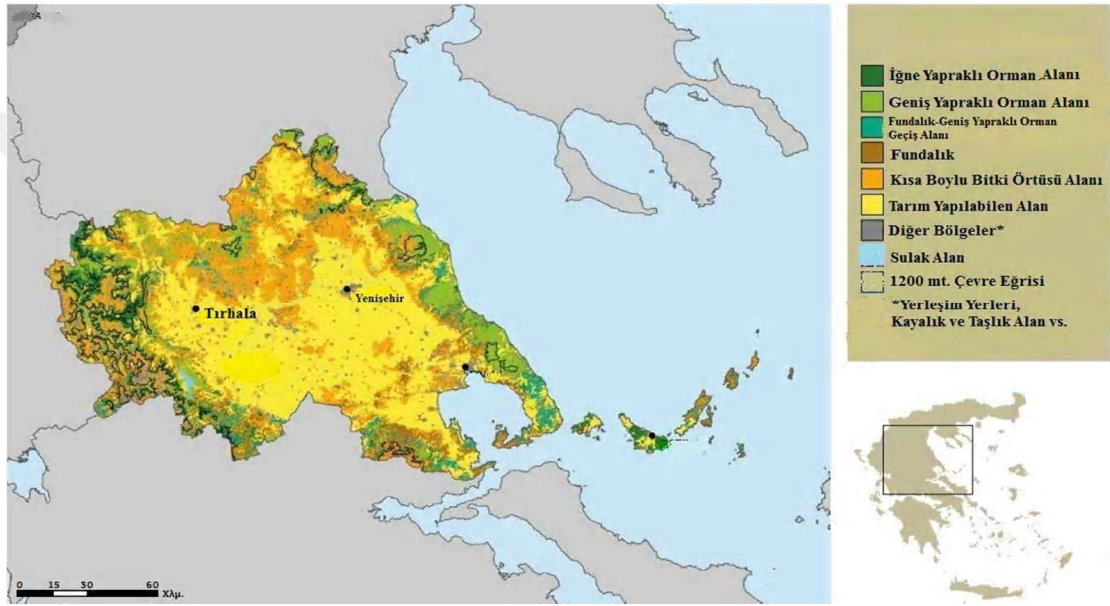 Tırhala
Yenişehir
0 15 30 60
Χλμ.
İğne Yapraklı Orman Alanı
Geniş Yapraklı Orman Alanı
Fundalık-Geniş Yapraklı Orman
Geçiş Alanı
Fundalık
Kısa Boylu Bitki Örtüsü Alanı
Tarım Yapılabilen Alan
Diğer Bölgeler*
Sulak Alan
1200 mt. Çevre Eğrisi
*Yerleşim Yerleri,
Kayalık ve Taşlık Alan vs.